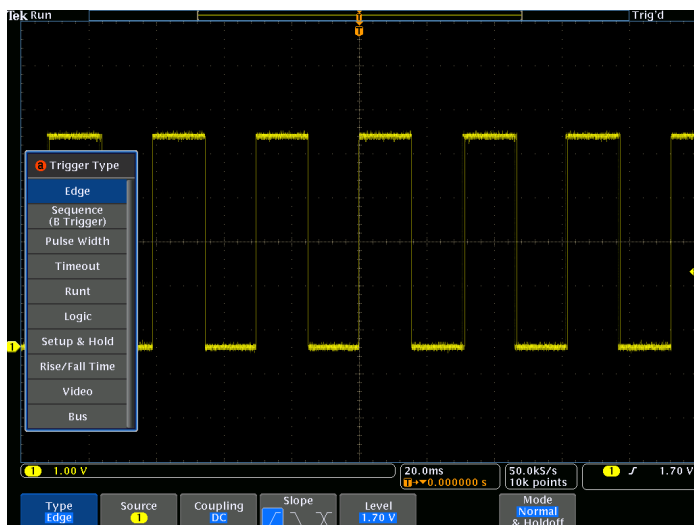 Tek Run
Trig'd
T
T
a Trigger Type
Edge
Sequence
(B Trigger)
Pulse Width
Timeout
Runt
Logic
Setup & Hold
Rise/Fall Time
Video
Bus
1
1 1.00 V
20.0ms
T→▼0.000000 s
50.0kS/s
10k points
1 1.70 V
Type
Edge
Source
1
Coupling
DC
Slope
Level
1.70 V
Mode
Normal
& Holdoff